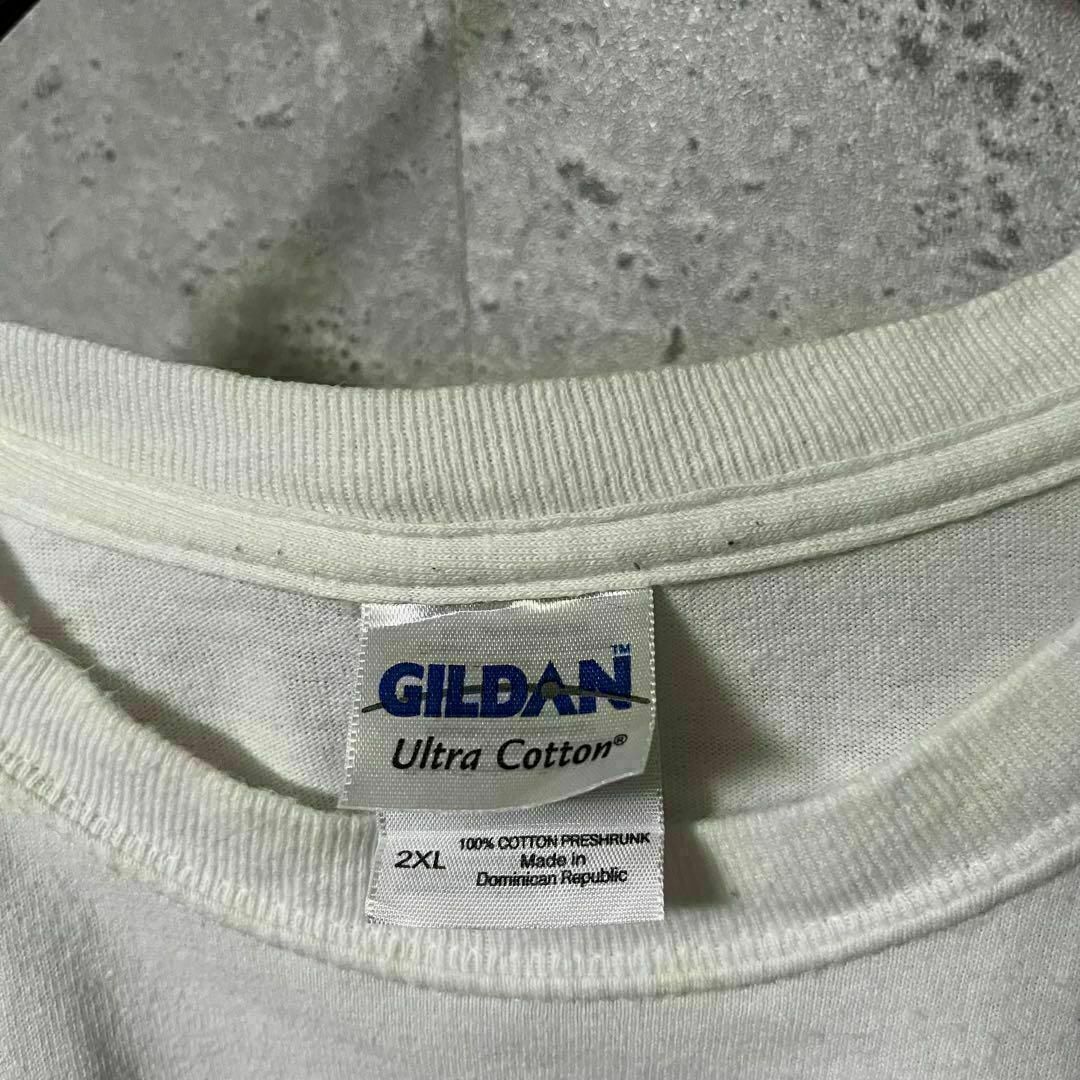 GILDAN™
Ultra Cotton®
2XL
100% COTTON PRESHRUNK
Made in
Dominican Republic